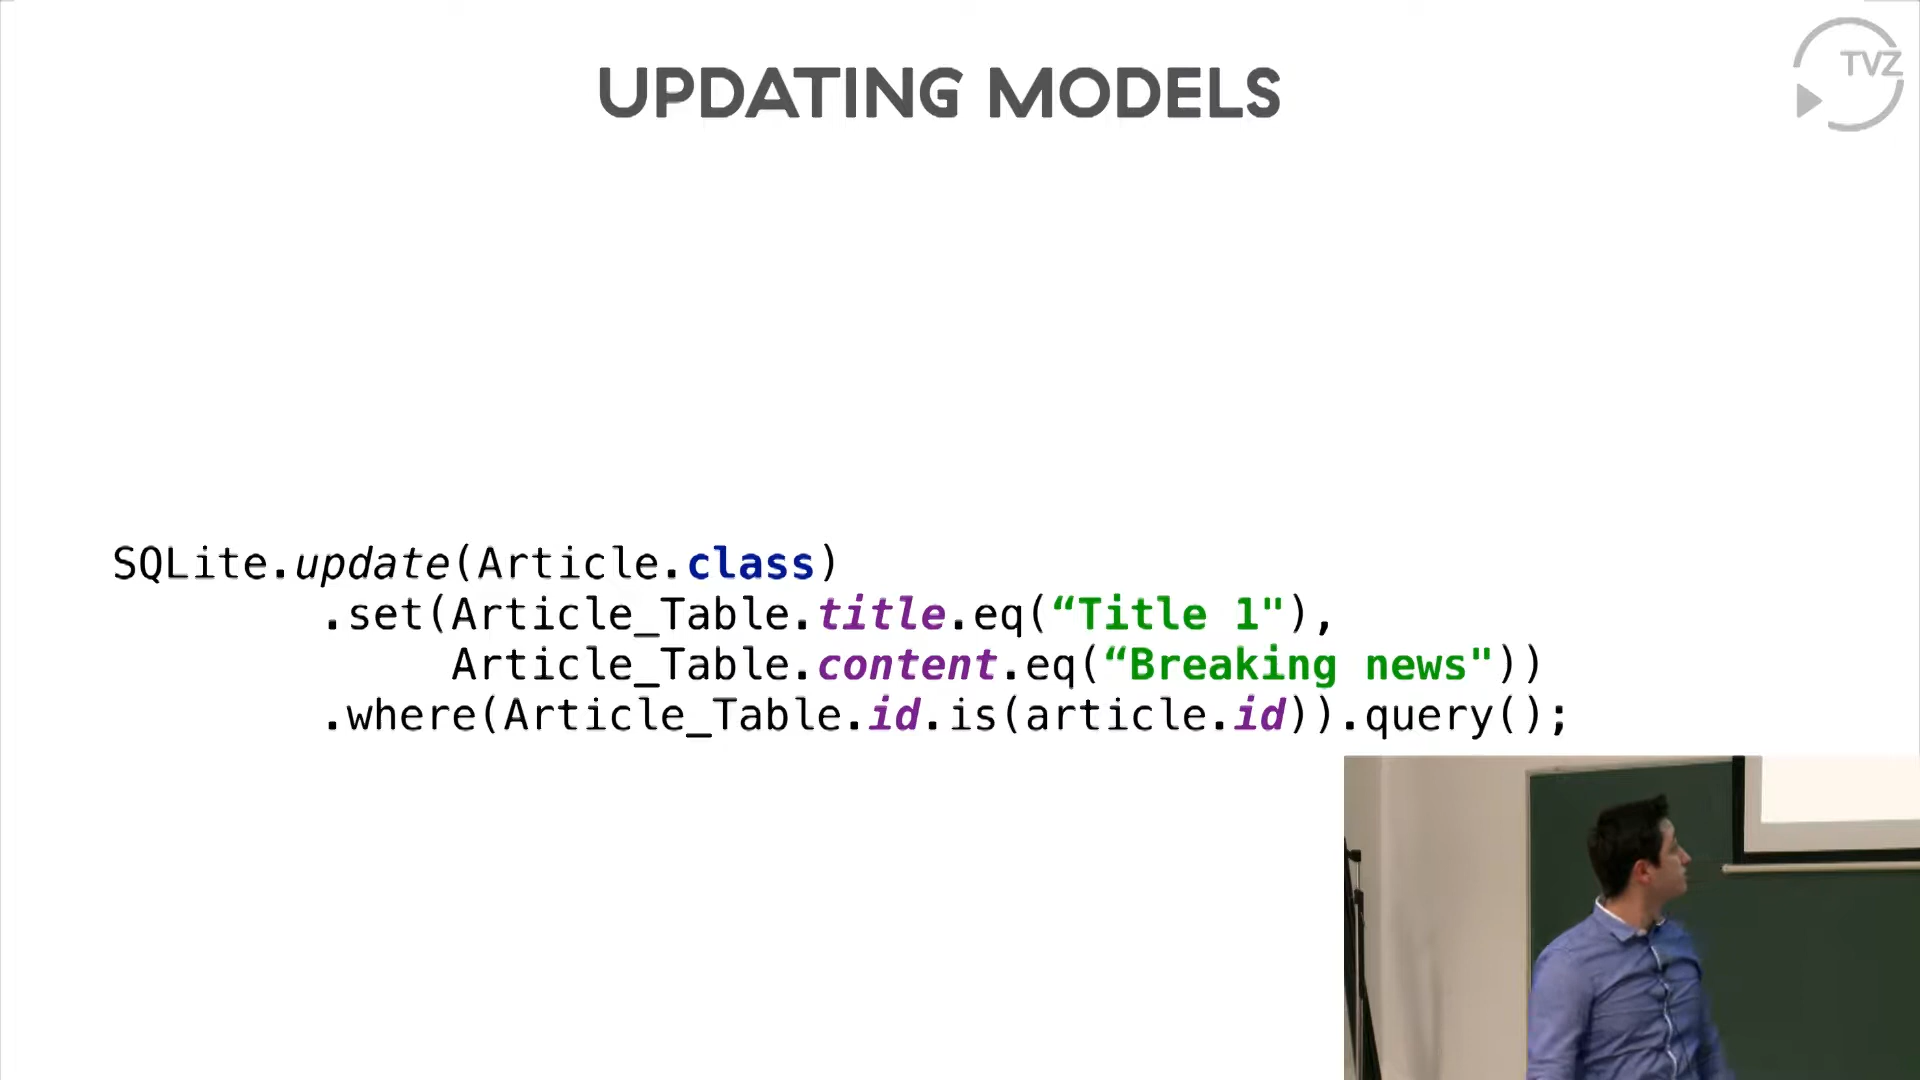 UPDATING MODELS
TVZ
SQLite.update(Article.class)
.set(Article_Table.title.eq(“Title 1"),
Article_Table.content.eq(“Breaking news"))
.where(Article_Table.id.is(article.id)).query();